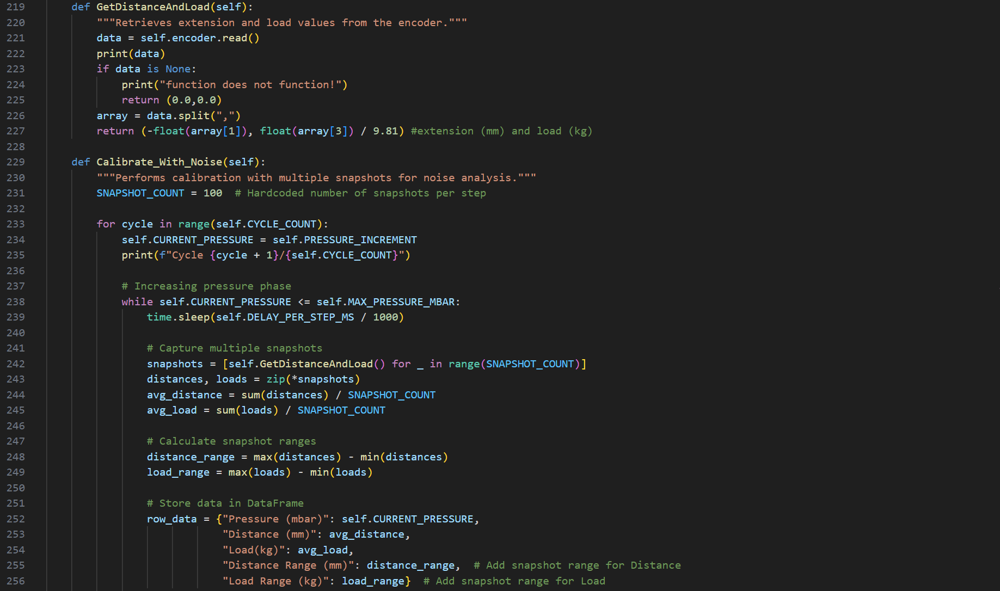 219 def GetDistanceAndLoad(self):
220 """Retrieves extension and load values from the encoder."""
221 data = self.encoder.read()
222 print(data)
223 if data is None:
224 print("function does not function!")
225 return (0.0,0.0)
226 array = data.split(",")
227 return (-float(array[1]), float(array[3]) / 9.81) #extension (mm) and load (kg)
228
229 def Calibrate_With_Noise(self):
230 """Performs calibration with multiple snapshots for noise analysis."""
231 SNAPSHOT_COUNT = 100  # Hardcoded number of snapshots per step
232
233 for cycle in range(self.CYCLE_COUNT):
234 self.CURRENT_PRESSURE = self.PRESSURE_INCREMENT
235 print(f"Cycle {cycle + 1}/{self.CYCLE_COUNT}")
236
237 # Increasing pressure phase
238 while self.CURRENT_PRESSURE <= self.MAX_PRESSURE_MBAR:
239 time.sleep(self.DELAY_PER_STEP_MS / 1000)
240
241 # Capture multiple snapshots
242 snapshots = [self.GetDistanceAndLoad() for _ in range(SNAPSHOT_COUNT)]
243 distances, loads = zip(*snapshots)
244 avg_distance = sum(distances) / SNAPSHOT_COUNT
245 avg_load = sum(loads) / SNAPSHOT_COUNT
246
247 # Calculate snapshot ranges
248 distance_range = max(distances) - min(distances)
249 load_range = max(loads) - min(loads)
250
251 # Store data in DataFrame
252 row_data = {"Pressure (mbar)": self.CURRENT_PRESSURE,
253 "Distance (mm)": avg_distance,
254 "Load(kg)": avg_load,
255 "Distance Range (mm)": distance_range,  # Add snapshot range for Distance
256 "Load Range (kg)": load_range}  # Add snapshot range for Load